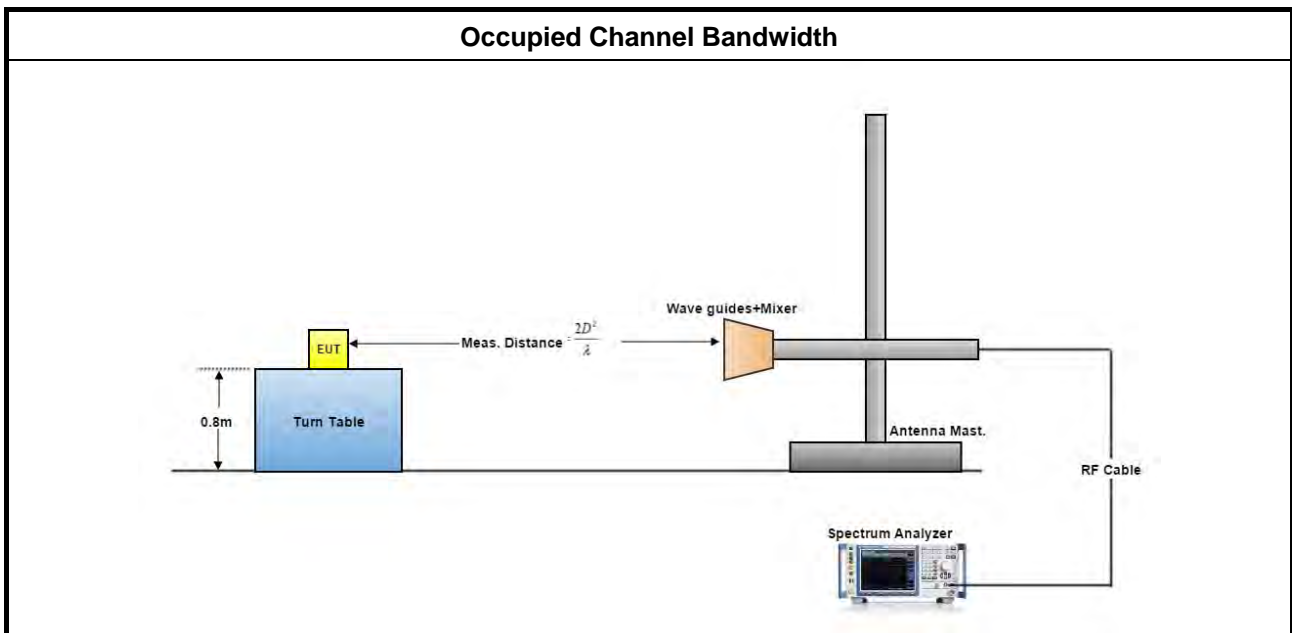 Occupied Channel Bandwidth
Wave guides+Mixer
EUT
Meas. Distance : 2D²/λ
0.8m
Turn Table
Antenna Mast.
RF Cable
Spectrum Analyzer